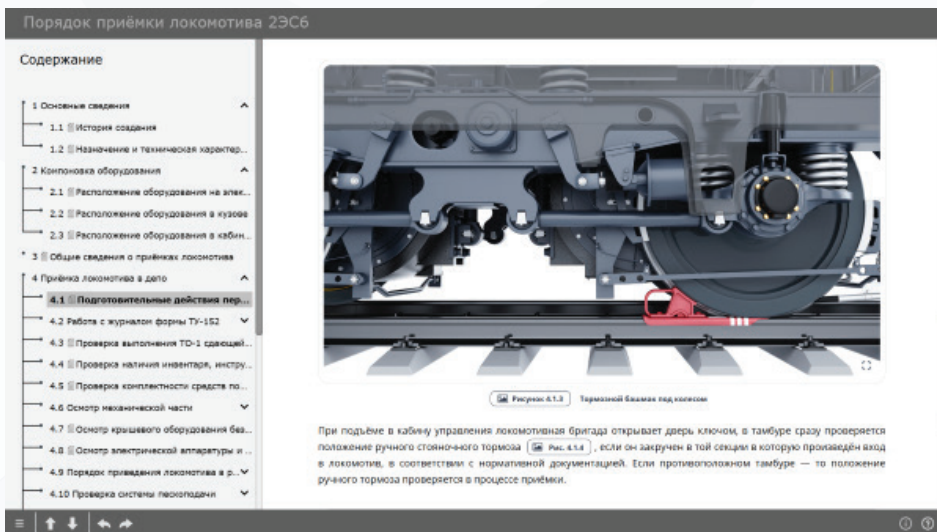 Порядок приёмки локомотива 2ЭС6
Содержание
1 Основные сведения
1.1 История создания
1.2 Назначение и техническая характер...
2 Компоновка оборудования
2.1 Расположение оборудования на элек...
2.2 Расположение оборудования в кузове
2.3 Расположение оборудования в кабин...
3 Общие сведения о приёмках локомотива
4 Приёмка локомотива в депо
4.1 Подготовительные действия пер...
4.2 Работа с журналом формы ТУ-152
4.3 Проверка выполнения ТО-1 сдающей...
4.4 Проверка наличия инвентаря, инстру...
4.5 Проверка комплектности средств по...
4.6 Осмотр механической части
4.7 Осмотр крышевого оборудования без...
4.8 Осмотр электрической аппаратуры и ...
4.9 Порядок приведения локомотива в р...
4.10 Проверка системы пескоподачи
Рисунок 4.1.3 Тормозной башмак под колесом
При подъёме в кабину управления локомотивная бригада открывает дверь ключом, в тамбуре сразу проверяется
положение ручного стояночного тормоза Рис. 4.1.4 , если он закручен в той секции в которую произведён вход
в локомотив, в соответствии с нормативной документацией. Если противоположном тамбуре — то положение
ручного тормоза проверяется в процессе приёмки.